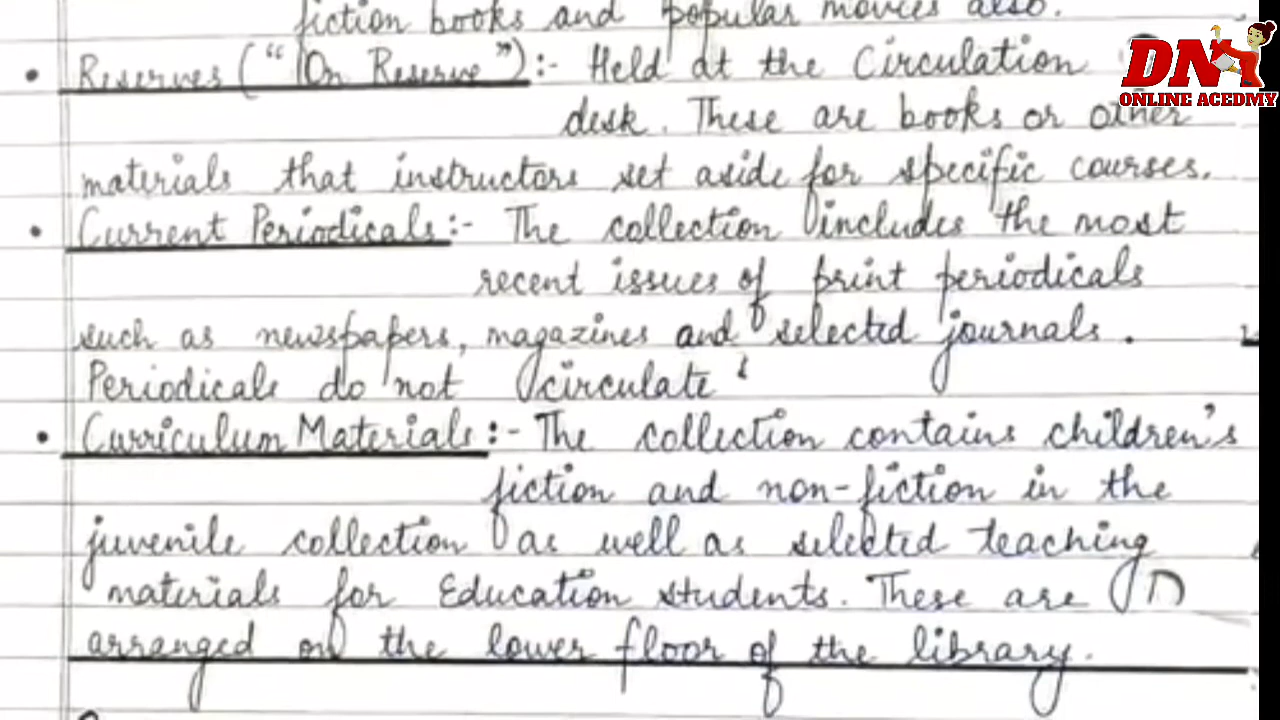 fiction books and popular movies also.
• Reserves ("On Reserve") :- Held at the Circulation
desk. These are books or other
materials that instructors set aside for specific courses.
• Current Periodicals :- The collection includes the most
recent issues of print periodicals
such as newspapers, magazines and selected journals.
Periodicals do not circulate
• Curriculum Materials :- The collection contains children's
fiction and non-fiction in the
juvenile collection as well as selected teaching
materials for Education students. These are
arranged on the lower floor of the library.
DN
ONLINE ACEDMY